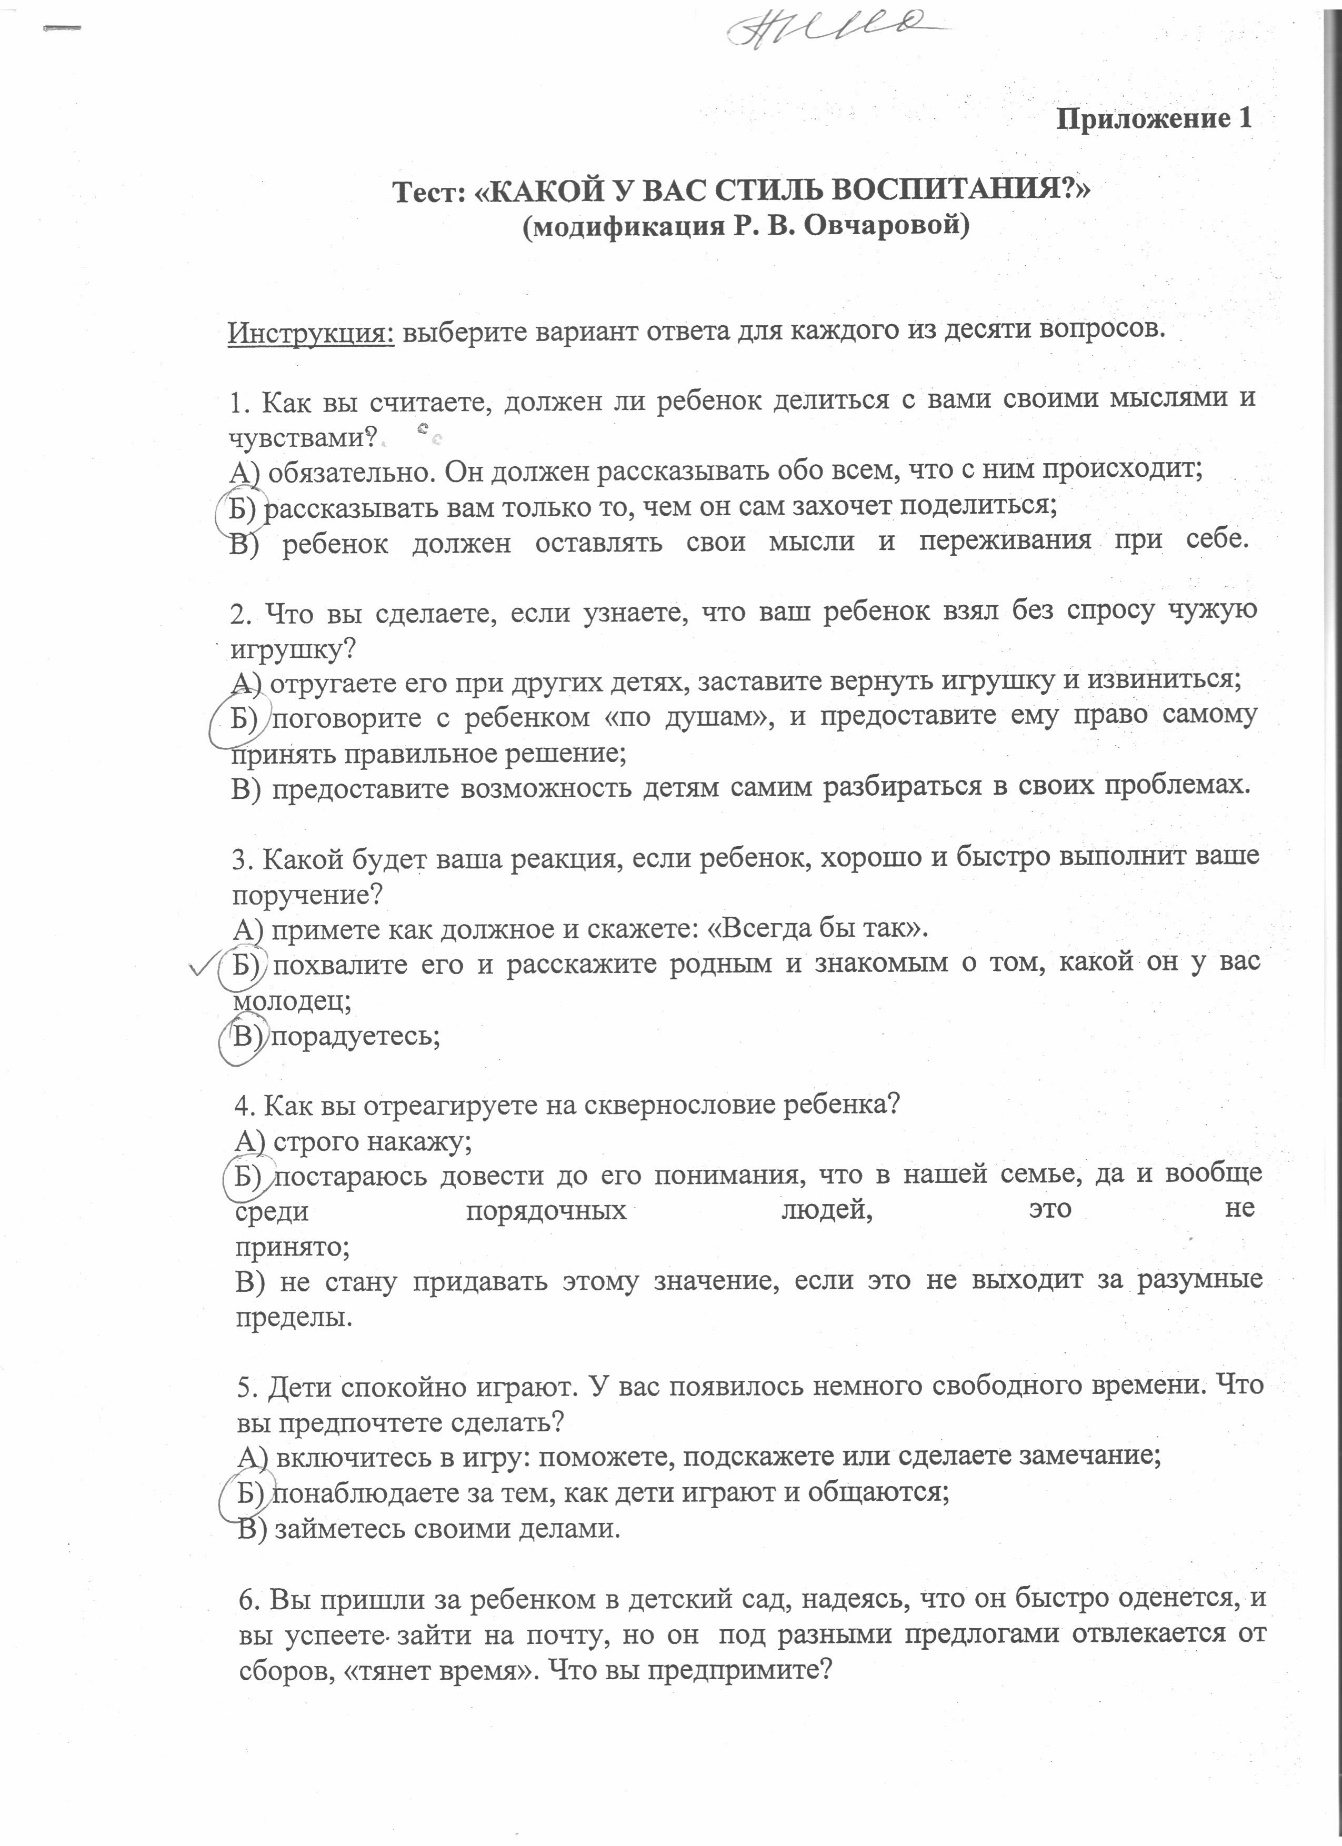 Приложение 1
Тест: «КАКОЙ У ВАС СТИЛЬ ВОСПИТАНИЯ?»
(модификация Р. В. Овчаровой)
Инструкция: выберите вариант ответа для каждого из десяти вопросов.
1. Как вы считаете, должен ли ребенок делиться с вами своими мыслями и
чувствами?
А) обязательно. Он должен рассказывать обо всем, что с ним происходит;
Б) рассказывать вам только то, чем он сам захочет поделиться;
В) ребенок должен оставлять свои мысли и переживания при себе.
2. Что вы сделаете, если узнаете, что ваш ребенок взял без спросу чужую
игрушку?
А) отругаете его при других детях, заставите вернуть игрушку и извиниться;
Б) поговорите с ребенком «по душам», и предоставите ему право самому
принять правильное решение;
В) предоставите возможность детям самим разбираться в своих проблемах.
3. Какой будет ваша реакция, если ребенок, хорошо и быстро выполнит ваше
поручение?
А) примете как должное и скажете: «Всегда бы так».
Б) похвалите его и расскажите родным и знакомым о том, какой он у вас
молодец;
В) порадуетесь;
4. Как вы отреагируете на сквернословие ребенка?
А) строго накажу;
Б) постараюсь довести до его понимания, что в нашей семье, да и вообще
среди порядочных людей, это не
принято;
В) не стану придавать этому значение, если это не выходит за разумные
пределы.
5. Дети спокойно играют. У вас появилось немного свободного времени. Что
вы предпочтете сделать?
А) включитесь в игру: поможете, подскажете или сделаете замечание;
Б) понаблюдаете за тем, как дети играют и общаются;
В) займетесь своими делами.
6. Вы пришли за ребенком в детский сад, надеясь, что он быстро оденется, и
вы успеете зайти на почту, но он под разными предлогами отвлекается от
сборов, «тянет время». Что вы предпримите?